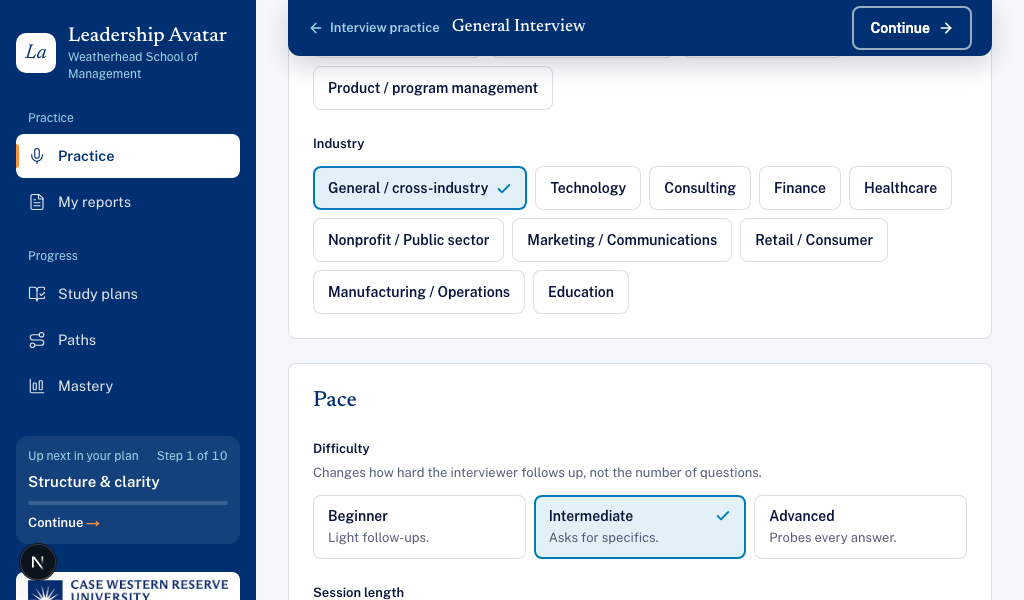 La
Leadership Avatar
Weatherhead School of
Management
Practice
Practice
My reports
Progress
Study plans
Paths
Mastery
Up next in your plan
Step 1 of 10
Structure & clarity
Continue →
N
CASE WESTERN RESERVE
UNIVERSITY
← Interview practice
General Interview
Continue →
Product / program management
Industry
General / cross-industry
Technology
Consulting
Finance
Healthcare
Nonprofit / Public sector
Marketing / Communications
Retail / Consumer
Manufacturing / Operations
Education
Pace
Difficulty
Changes how hard the interviewer follows up, not the number of questions.
Beginner
Light follow-ups.
Intermediate
Asks for specifics.
Advanced
Probes every answer.
Session length